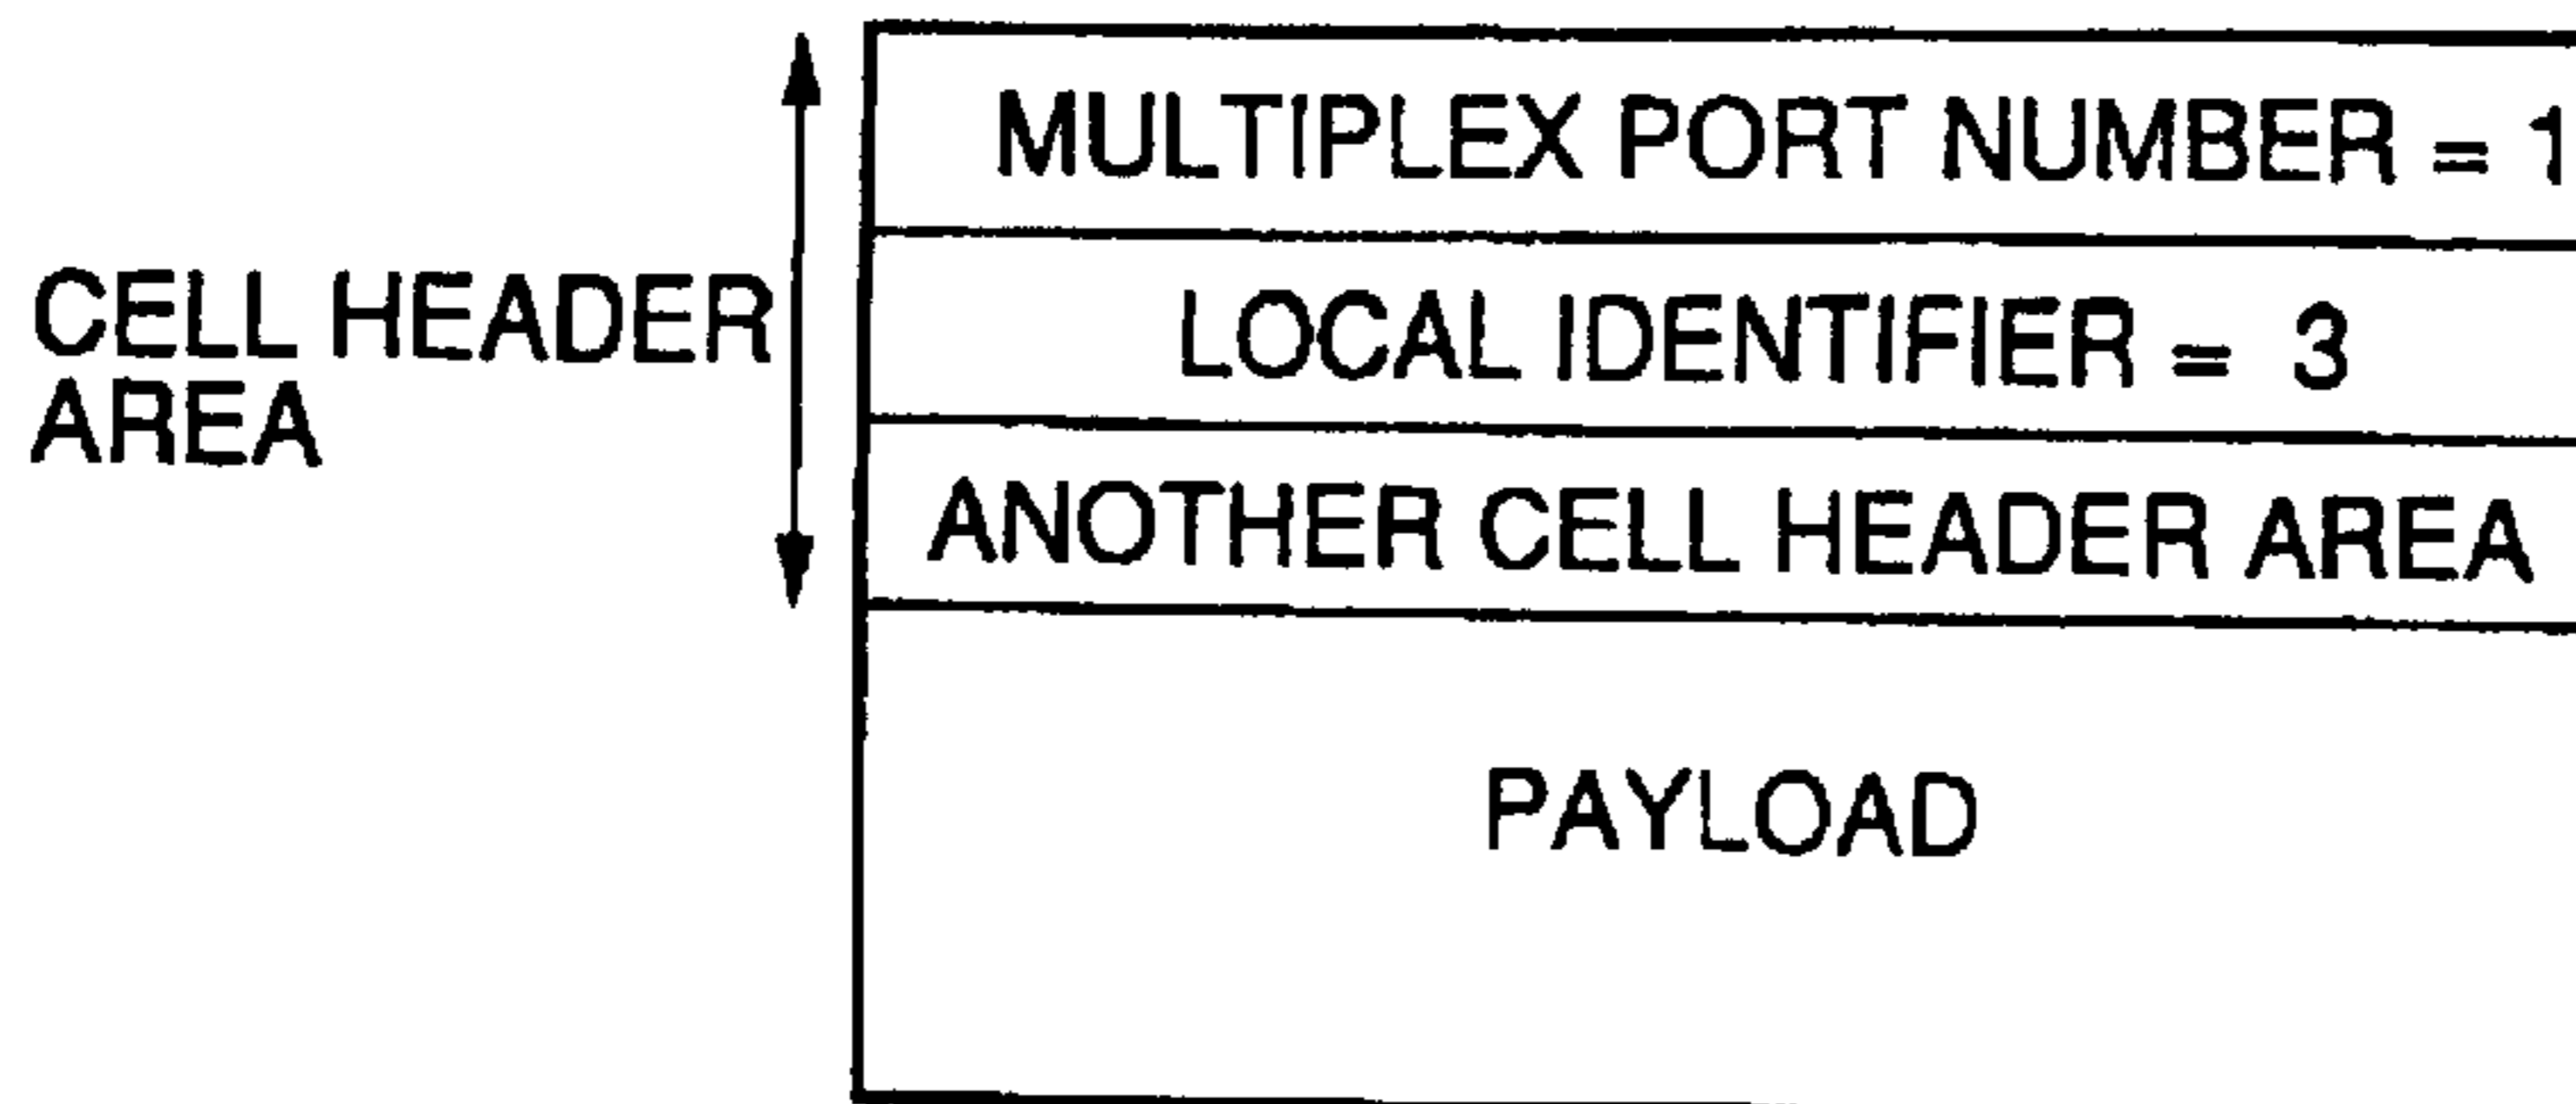 MULTIPLEX PORT NUMBER = 1
CELL HEADER
AREA
LOCAL IDENTIFIER = 3
ANOTHER CELL HEADER AREA
PAYLOAD